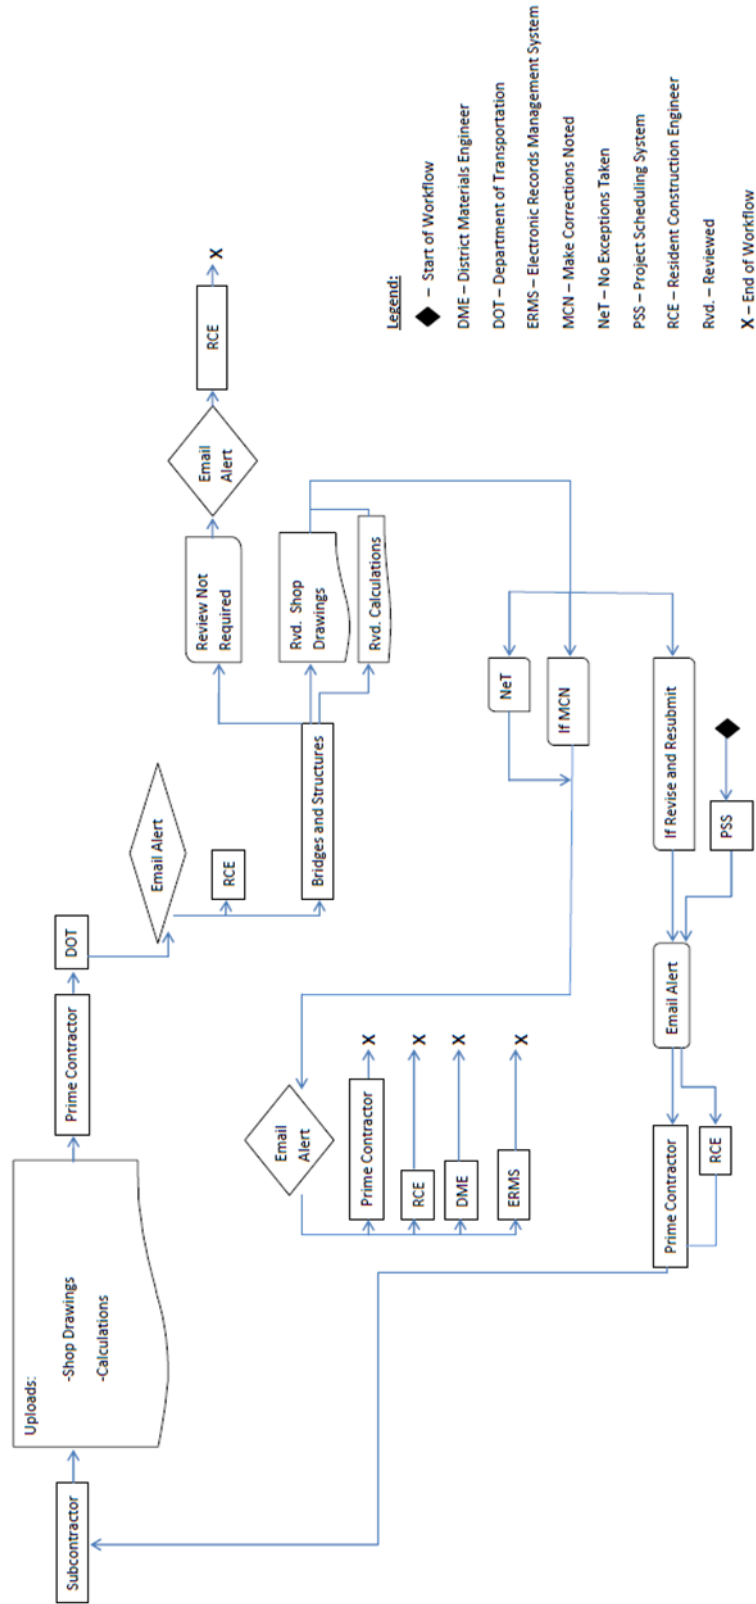 Subcontractor
Uploads:
-Shop Drawings
-Calculations
Prime Contractor
DOT
Email Alert
RCE
Bridges and Structures
Review Not
Required
Email
Alert
RCE
X
Rvd. Shop
Drawings
Rvd. Calculations
NeT
If MCN
If Revise and Resubmit
PSS
Email Alert
Prime Contractor
RCE
Email
Alert
Prime Contractor
X
RCE
X
DME
X
ERMS
X
Legend:
– Start of Workflow
DME – District Materials Engineer
DOT – Department of Transportation
ERMS – Electronic Records Management System
MCN – Make Corrections Noted
NeT – No Exceptions Taken
PSS – Project Scheduling System
RCE – Resident Construction Engineer
Rvd. – Reviewed
X – End of Workflow